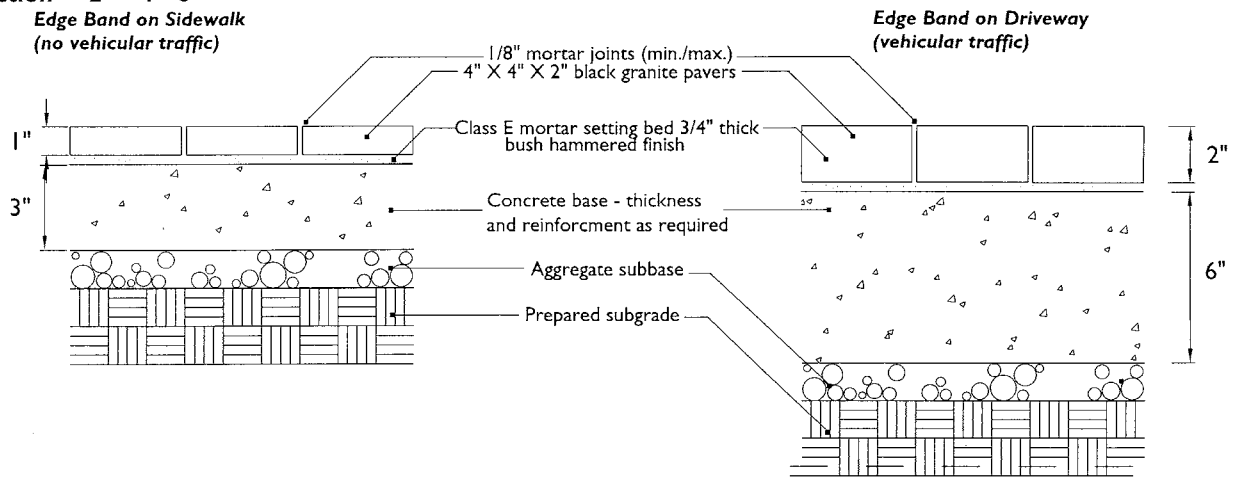 Edge Band on Sidewalk
(no vehicular traffic)
Edge Band on Driveway
(vehicular traffic)
1/8" mortar joints (min./max.)
4" X 4" X 2" black granite pavers
Class E mortar setting bed 3/4" thick
bush hammered finish
Concrete base - thickness
and reinforcment as required
Aggregate subbase
Prepared subgrade
1"
3"
2"
6"